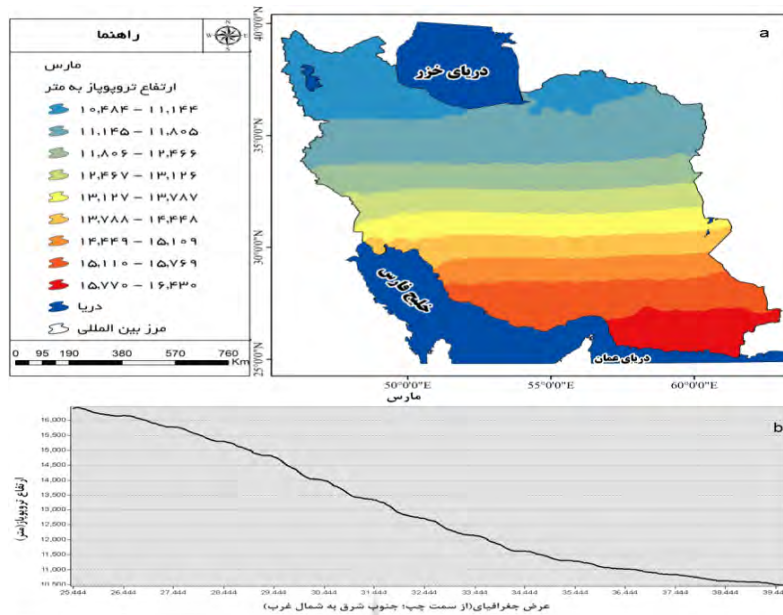 راهنما
N
W E
S
مارس
ارتفاع تروپوپاز به متر
۱۰,۴۸۴ – ۱۱,۱۴۴
۱۱,۱۴۵ – ۱۱,۸۰۵
۱۱,۸۰۶ – ۱۲,۴۶۶
۱۲,۴۶۷ – ۱۳,۱۲۶
۱۳,۱۲۷ – ۱۳,۷۸۷
۱۳,۷۸۸ – ۱۴,۴۴۸
۱۴,۴۴۹ – ۱۵,۱۰۹
۱۵,۱۱۰ – ۱۵,۷۶۹
۱۵,۷۷۰ – ۱۶,۴۳۰
دریا
مرز بین المللی
0 95 190 380 570 760
Km
a
40°0'0"N
35°0'0"N
30°0'0"N
25°0'0"N
دریای خزر
خلیج فارس
دریای عمان
50°0'0"E 55°0'0"E 60°0'0"E
مارس
b
16,000
15,500
15,000
14,500
14,000
13,500
13,000
12,500
12,000
11,500
11,000
10,500
ارتفاع تروپوپاز(متر)
25.444 26.444 27.444 28.444 29.444 30.444 31.444 32.444 33.444 34.444 35.444 36.444 37.444 38.444
عرض جغرافیای(از سمت چپ: جنوب شرق به شمال غرب)